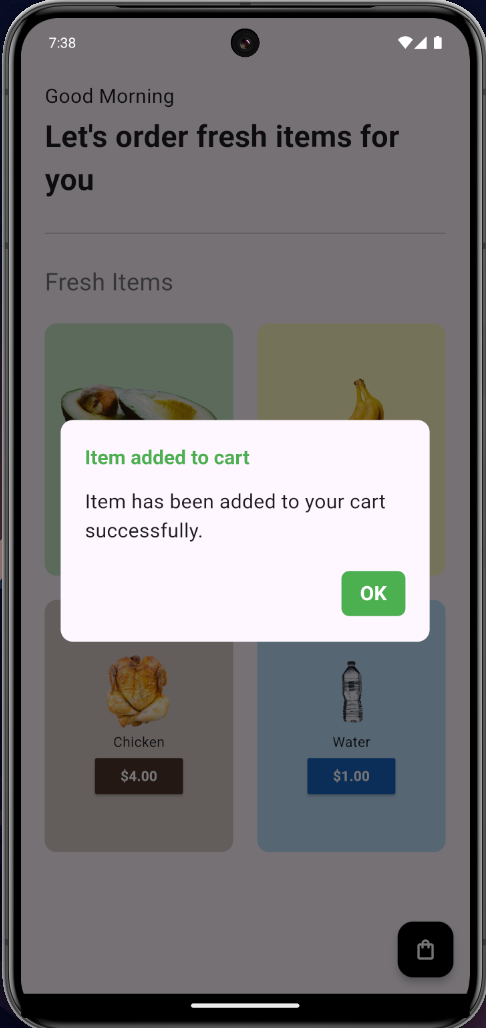 7:38
Good Morning
Let's order fresh items for
you
Fresh Items
Item added to cart
Item has been added to your cart
successfully.
OK
Chicken
Water
$4.00
$1.00